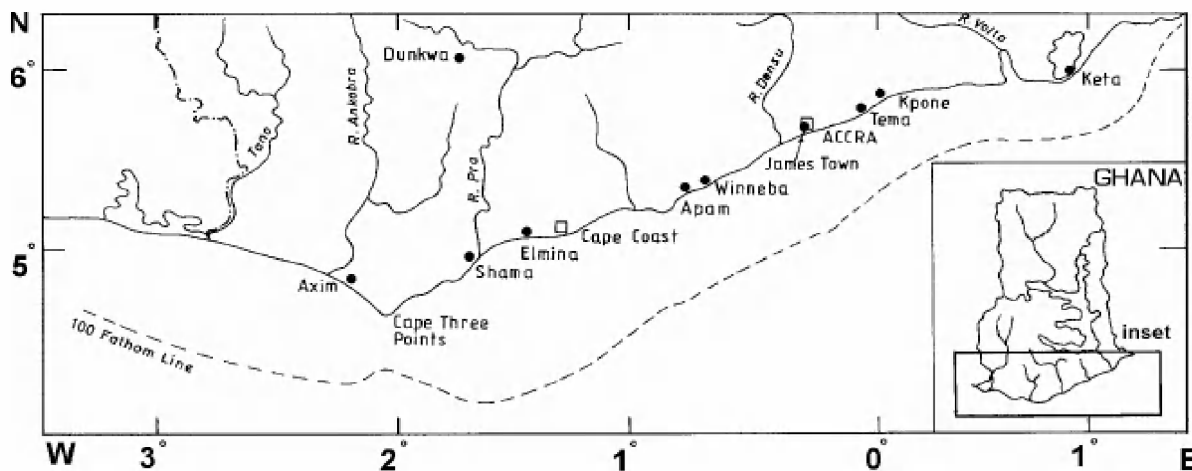 N
6°
5°
Dunkwa
R. Volta
Keta
R. Ankobra
R. Densu
Kpone
Tema
Tano
ACCRA
James Town
R. Pra
Winneba
Apam
GHANA
Elmina
Cape Coast
Shama
Axim
Cape Three
Points
100 Fathom Line
inset
W
3°
2°
1°
0°
1°
E